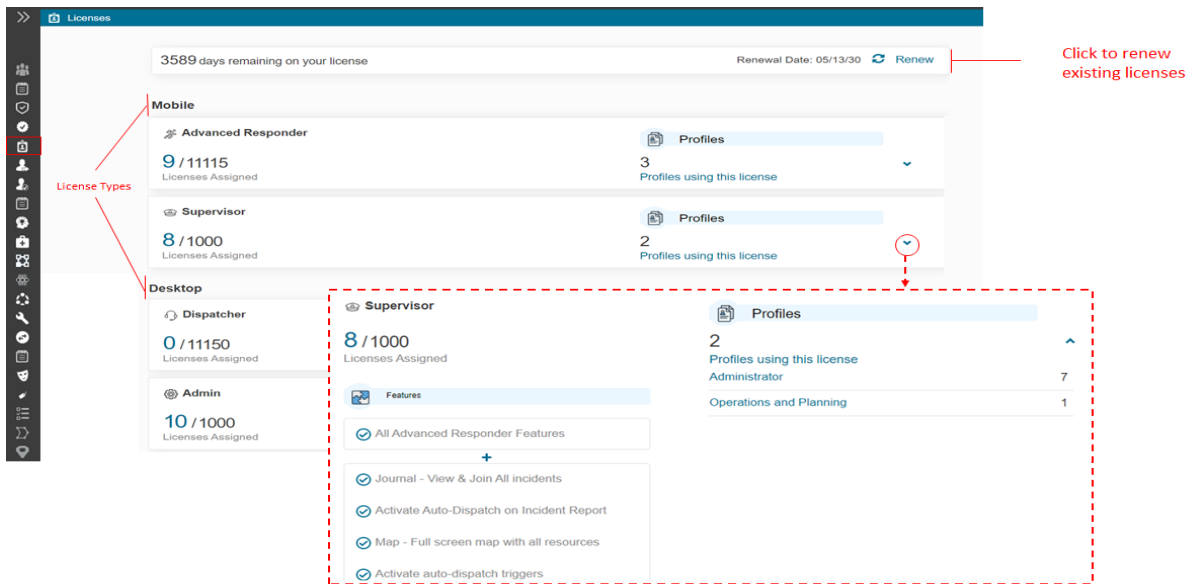 Licenses
3589 days remaining on your license
Renewal Date: 05/13/30 Renew
Click to renew
existing licenses
Mobile
Advanced Responder
Profiles
9 / 11115
Licenses Assigned
3
Profiles using this license
License Types
Supervisor
Profiles
8 / 1000
Licenses Assigned
2
Profiles using this license
Desktop
Dispatcher
0 / 11150
Licenses Assigned
Admin
10 / 1000
Licenses Assigned
Supervisor
8 / 1000
Licenses Assigned
Features
All Advanced Responder Features
+
Journal - View & Join All incidents
Activate Auto-Dispatch on Incident Report
Map - Full screen map with all resources
Activate auto-dispatch triggers
Profiles
2
Profiles using this license
Administrator 7
Operations and Planning 1